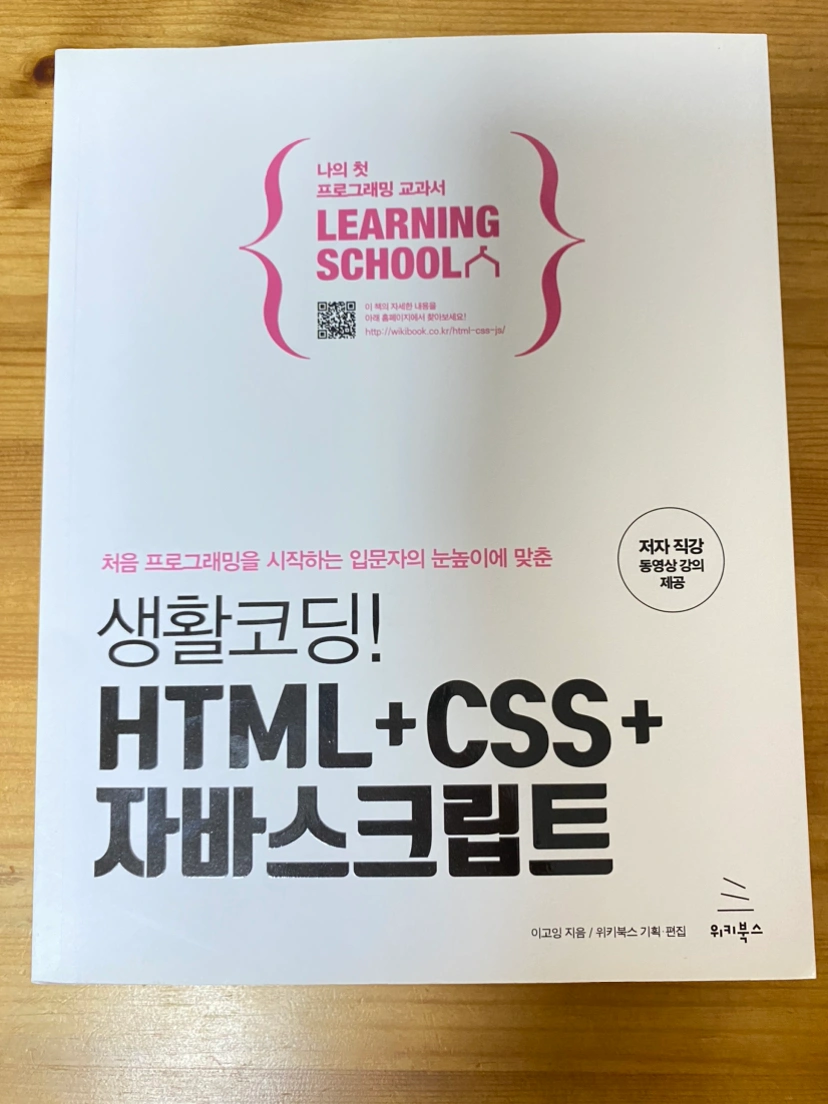 나의 첫
프로그래밍 교과서
LEARNING
SCHOOL
이 책의 자세한 내용을
아래 홈페이지에서 찾아보세요!
http://wikibook.co.kr/html-css-js/
저자 직강
동영상 강의
제공
처음 프로그래밍을 시작하는 입문자의 눈높이에 맞춘
생활코딩!
HTML+CSS+
자바스크립트
이고잉 지음 / 위키북스 기획·편집
위키북스